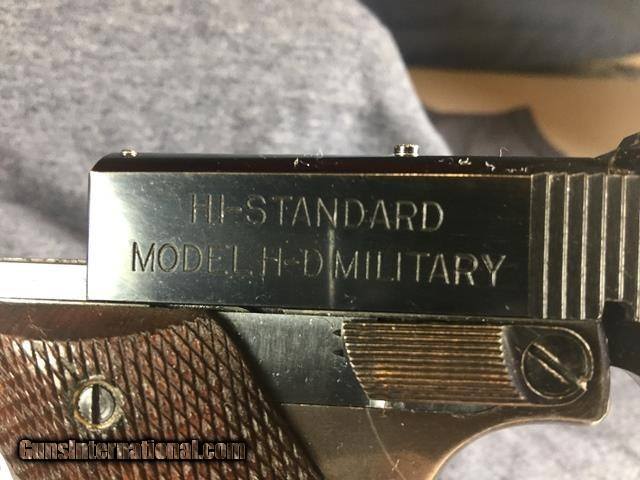 HI-STANDARD
MODEL H-D MILITARY
GunsInternational.com